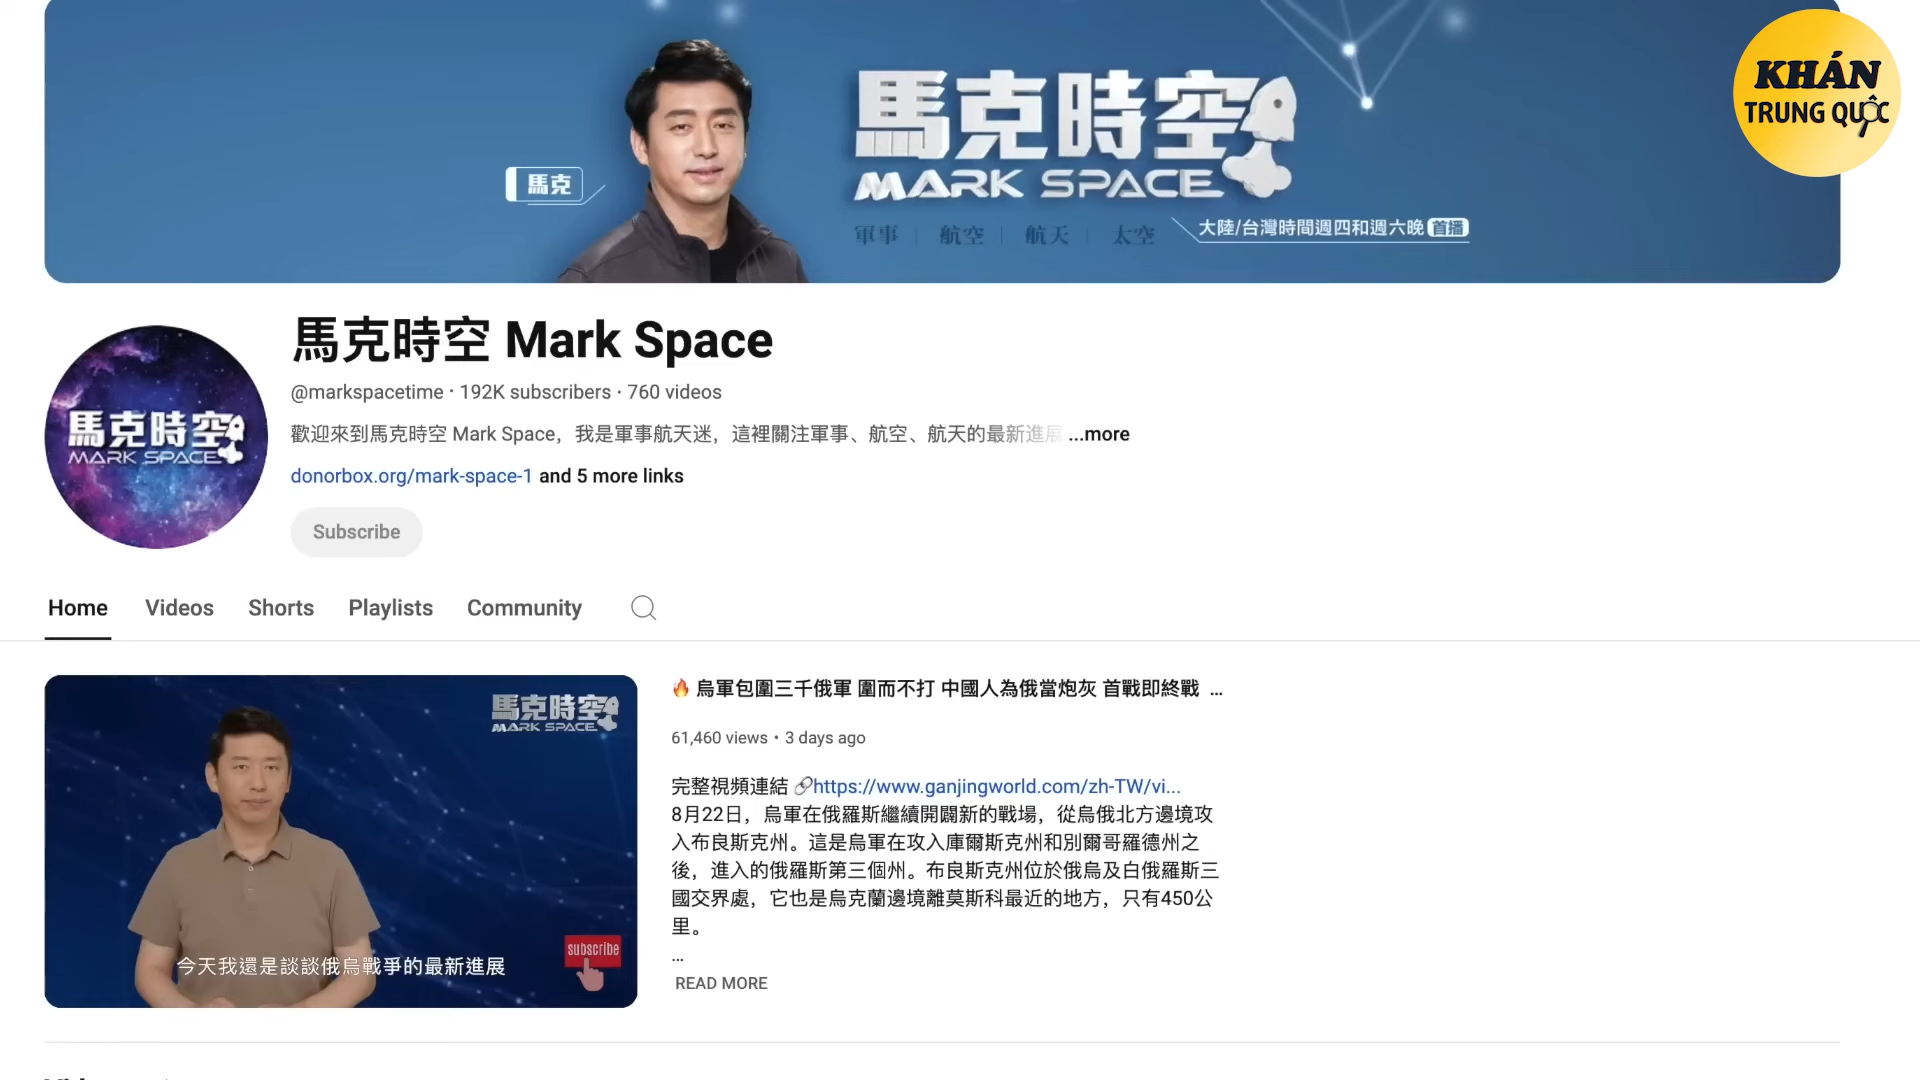 KHÁN
TRUNG QUỐC
馬克時空
MARK SPACE
馬克
軍事 | 航空 | 航天 | 太空
大陸/台灣時間週四和週六晚 首播
馬克時空 Mark Space
@markspacetime · 192K subscribers · 760 videos
歡迎來到馬克時空 Mark Space，我是軍事航天迷，這裡關注軍事、航空、航天的最新進展 ...more
donorbox.org/mark-space-1 and 5 more links
馬克時空
MARK SPACE
Subscribe
Home Videos Shorts Playlists Community
馬克時空
MARK SPACE
今天我還是談談俄烏戰爭的最新進展
subscribe
🔥 烏軍包圍三千俄軍 圍而不打 中國人為俄當炮灰 首戰即終戰 ...
61,460 views • 3 days ago
完整視頻連結 🔗https://www.ganjingworld.com/zh-TW/vi...
8月22日，烏軍在俄羅斯繼續開闢新的戰場，從烏俄北方邊境攻
入布良斯克州。這是烏軍在攻入庫爾斯克州和別爾哥羅德州之
後，進入的俄羅斯第三個州。布良斯克州位於俄烏及白俄羅斯三
國交界處，它也是烏克蘭邊境離莫斯科最近的地方，只有450公
里。
...
READ MORE